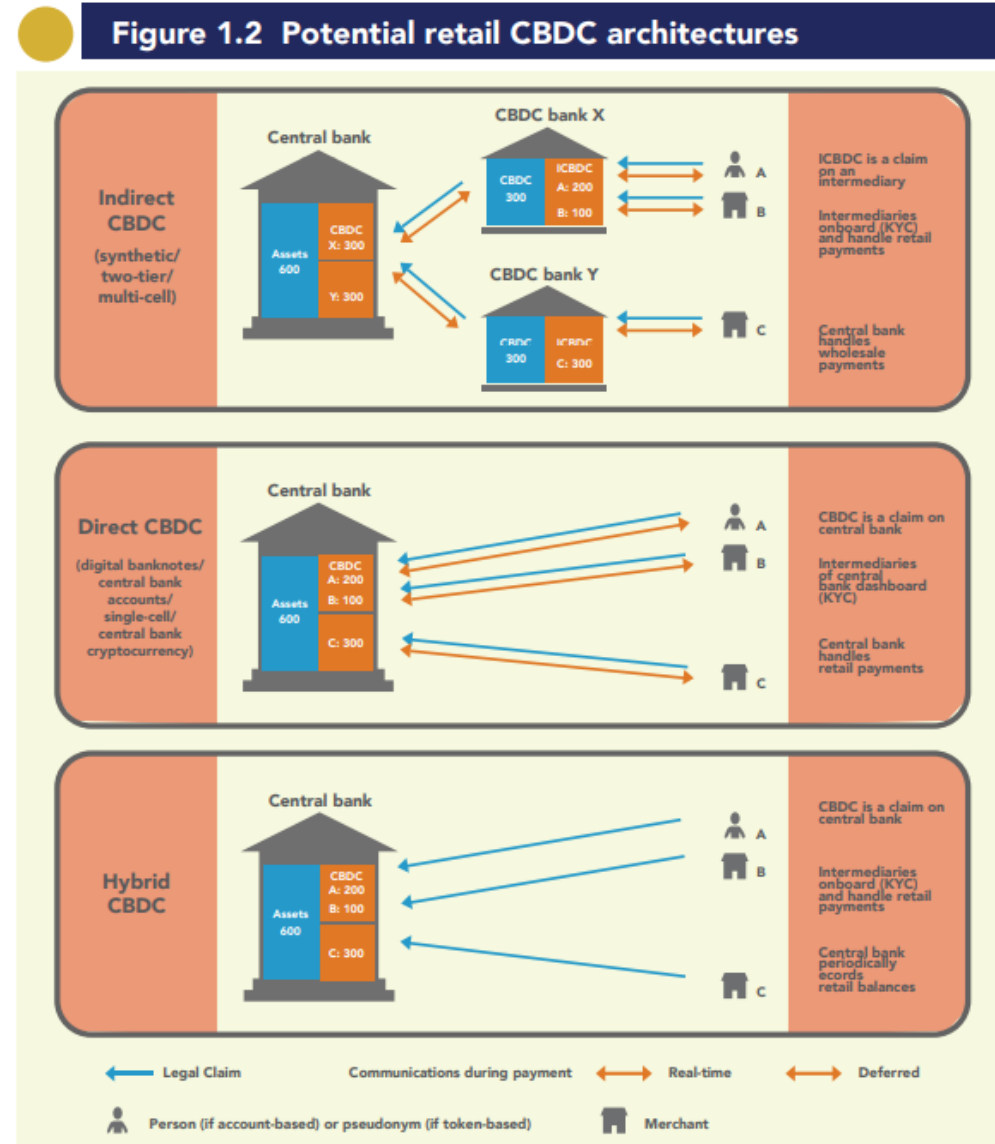 Figure 1.2 Potential retail CBDC architectures
Indirect
CBDC
(synthetic/
two-tier/
multi-cell)
Central bank
Assets
600
CBDC
X: 300
Y: 300
CBDC bank X
CBDC
300
ICBDC
A: 200
B: 100
CBDC bank Y
CBDC
300
ICBDC
C: 300
A
B
C
ICBDC is a claim
on an
intermediary
Intermediaries
onboard (KYC)
and handle retail
payments
Central bank
handles
wholesale
payments
Direct CBDC
(digital banknotes/
central bank
accounts/
single-cell/
central bank
cryptocurrency)
Central bank
Assets
600
CBDC
A: 200
B: 100
C: 300
A
B
C
CBDC is a claim on
central bank
Intermediaries
of central
bank dashboard
(KYC)
Central bank
handles
retail payments
Hybrid
CBDC
Central bank
Assets
600
CBDC
A: 200
B: 100
C: 300
A
B
C
CBDC is a claim on
central bank
Intermediaries
onboard (KYC)
and handle retail
payments
Central bank
periodically
ecords
retail balances
Legal Claim Communications during payment Real-time Deferred
Person (if account-based) or pseudonym (if token-based) Merchant